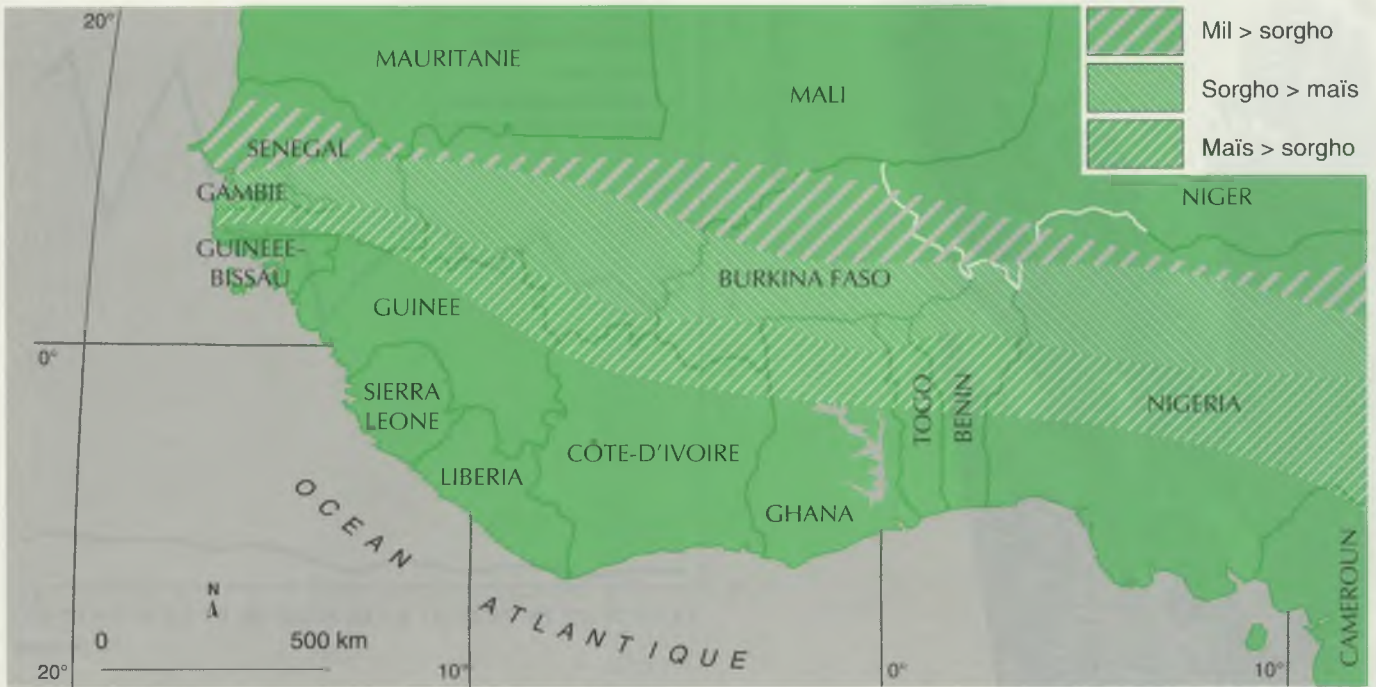 20°
Mil > sorgho
Sorgho > maïs
Maïs > sorgho
MAURITANIE
MALI
SENEGAL
NIGER
GAMBIE
GUINEEE-
BISSAU
BURKINA FASO
GUINEE
0°
SIERRA
LEONE
TOGO
BENIN
NIGERIA
CÔTE-D'IVOIRE
LIBERIA
GHANA
CAMEROUN
OCEAN
ATLANTIQUE
N
0 500 km
20°
10°
0°
10°